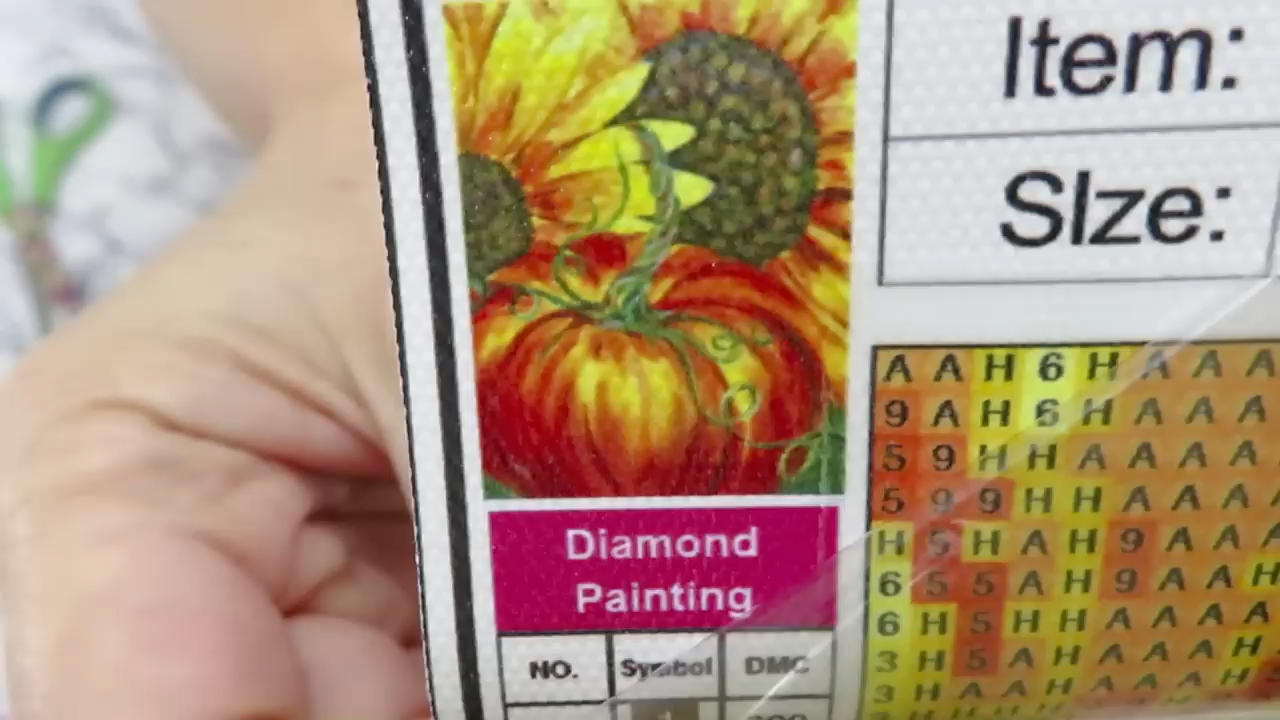 Item:
SIze:
Diamond
Painting
NO. Symbol DMC
A A H 6 H A A A
9 A H 6 H A A A
5 9 H H A A A A
5 9 9 H H A A A
H 5 H A H 9 A A A
6 5 5 A H 9 A A H
6 H 5 H H A A A A
3 H 5 A H A A A H
3 H A A H A A A H